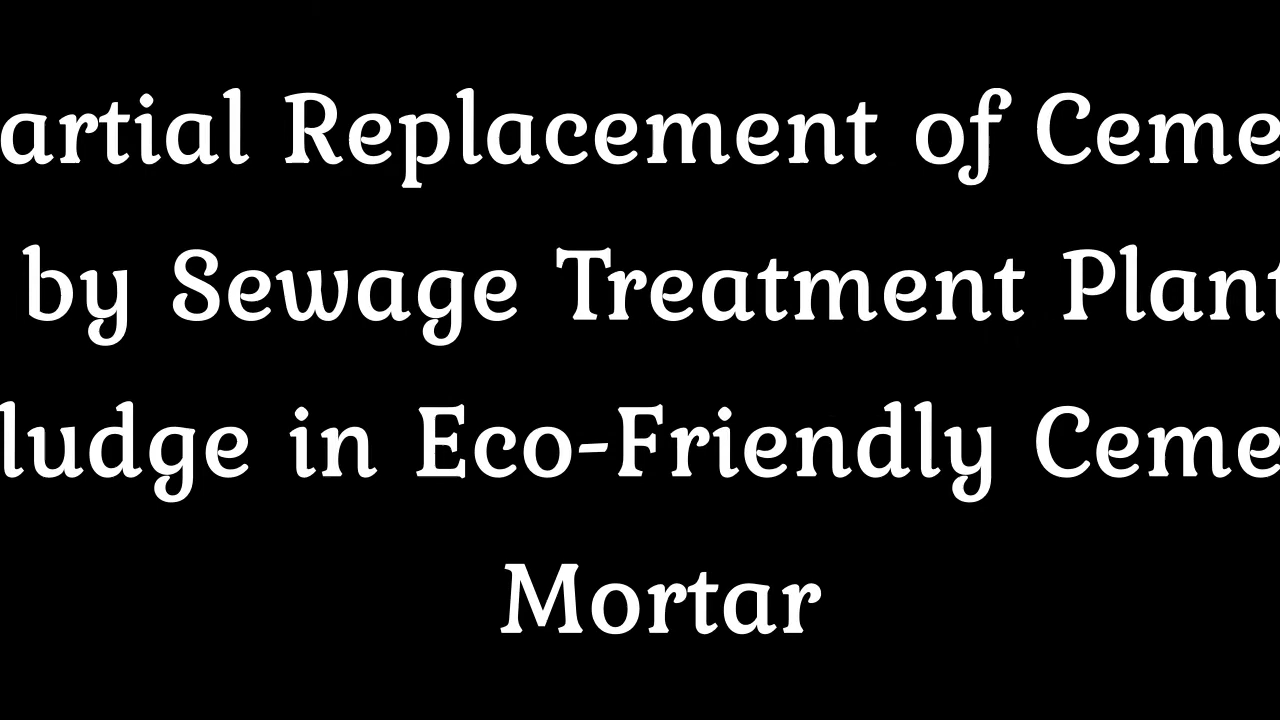 artial Replacement of Ceme
by Sewage Treatment Plant
ludge in Eco-Friendly Ceme
Mortar